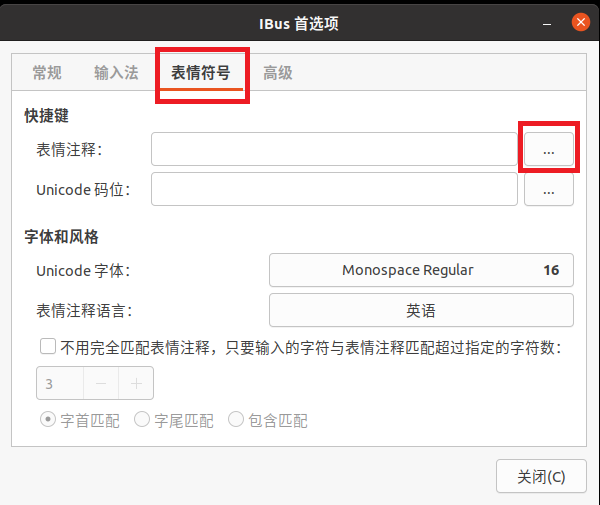 IBus 首选项
常规 输入法 表情符号 高级
快捷键
表情注释： ...
Unicode 码位： ...
字体和风格
Unicode 字体： Monospace Regular 16
表情注释语言： 英语
不用完全匹配表情注释，只要输入的字符与表情注释匹配超过指定的字符数：
3 − +
字首匹配 字尾匹配 包含匹配
关闭(C)